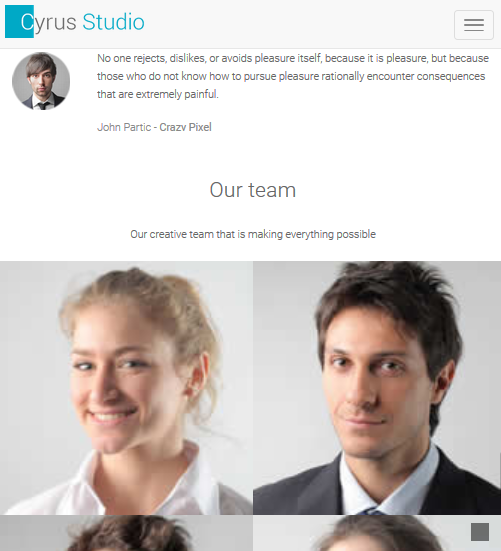 Cyrus Studio
No one rejects, dislikes, or avoids pleasure itself, because it is pleasure, but because
those who do not know how to pursue pleasure rationally encounter consequences
that are extremely painful.
John Partic - Crazy Pixel
Our team
Our creative team that is making everything possible